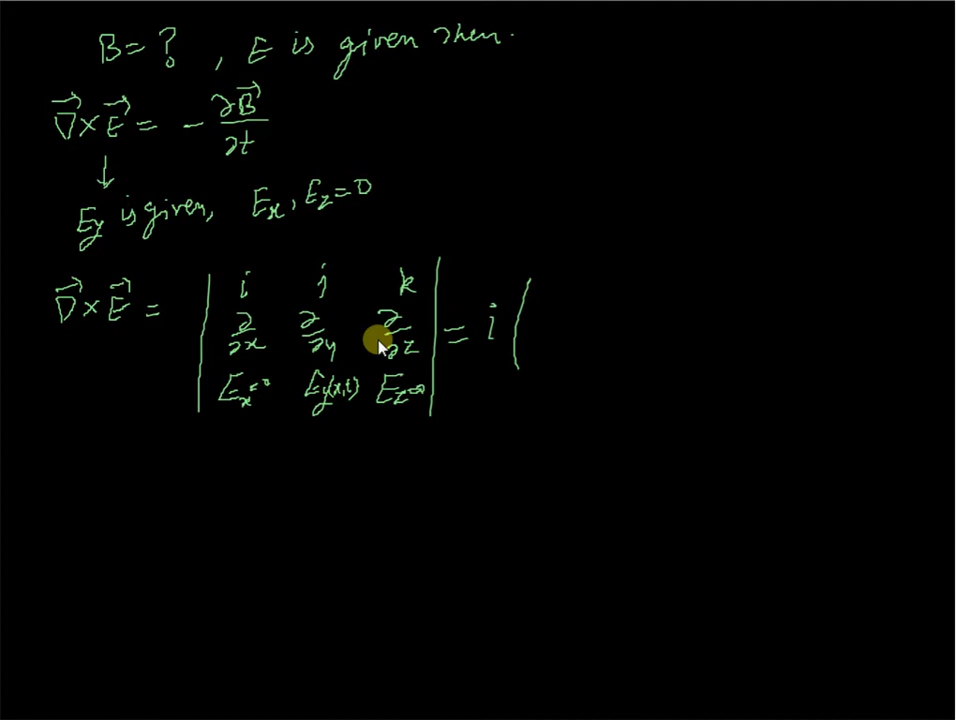 B = ? , E is given then.
∇⃗ × E⃗ = - ∂B⃗/∂t
↓
Ey is given, Ex, Ez = 0
∇⃗ × E⃗ = | i j k | = i (
| ∂/∂x ∂/∂y ∂/∂z |
| Ex=0 Ey(x,t) Ez=0 |